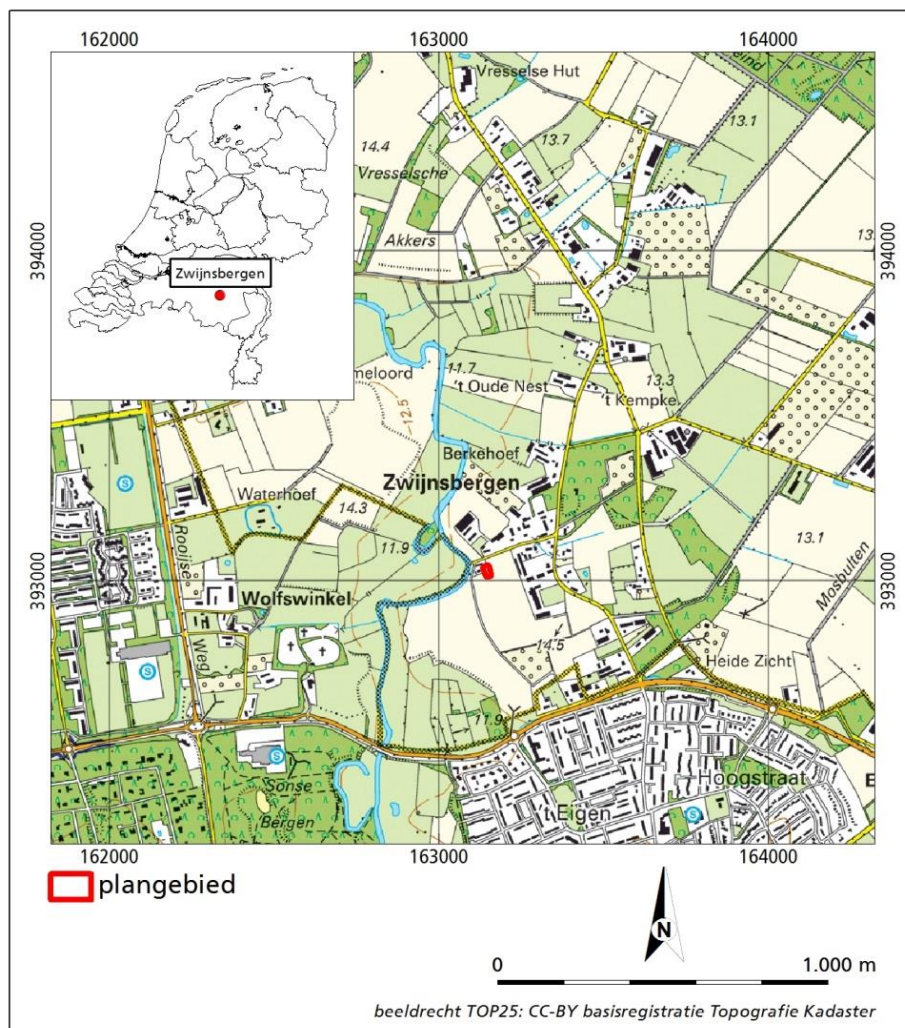 162000 163000 164000
Vresselse Hut
13.1
13.7
14.4
Vresselsche
Akkers
394000
394000
Zwijnsbergen
11.7
't Oude Nest
12.5
't Kempke
13.3
Berkehoef
Zwijnsbergen
Waterhoef
14.3
11.9
13.1
393000
393000
Rooijse
Weg
Wolfswinkel
Mosbulten
14.5
Heide Zicht
11.9
S
S
S
S
Hoogstraat
Sonse
Bergen
't Eigen
162000 163000 164000
plangebied
N
0 1.000 m
beeldrecht TOP25: CC-BY basisregistratie Topografie Kadaster